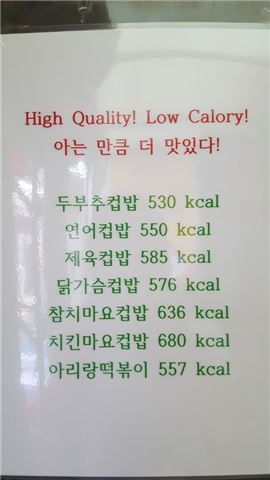 High Quality! Low Calory!
아는 만큼 더 맛있다!
두부추컵밥 530 kcal
연어컵밥 550 kcal
제육컵밥 585 kcal
닭가슴컵밥 576 kcal
참치마요컵밥 636 kcal
치킨마요컵밥 680 kcal
아리랑떡볶이 557 kcal